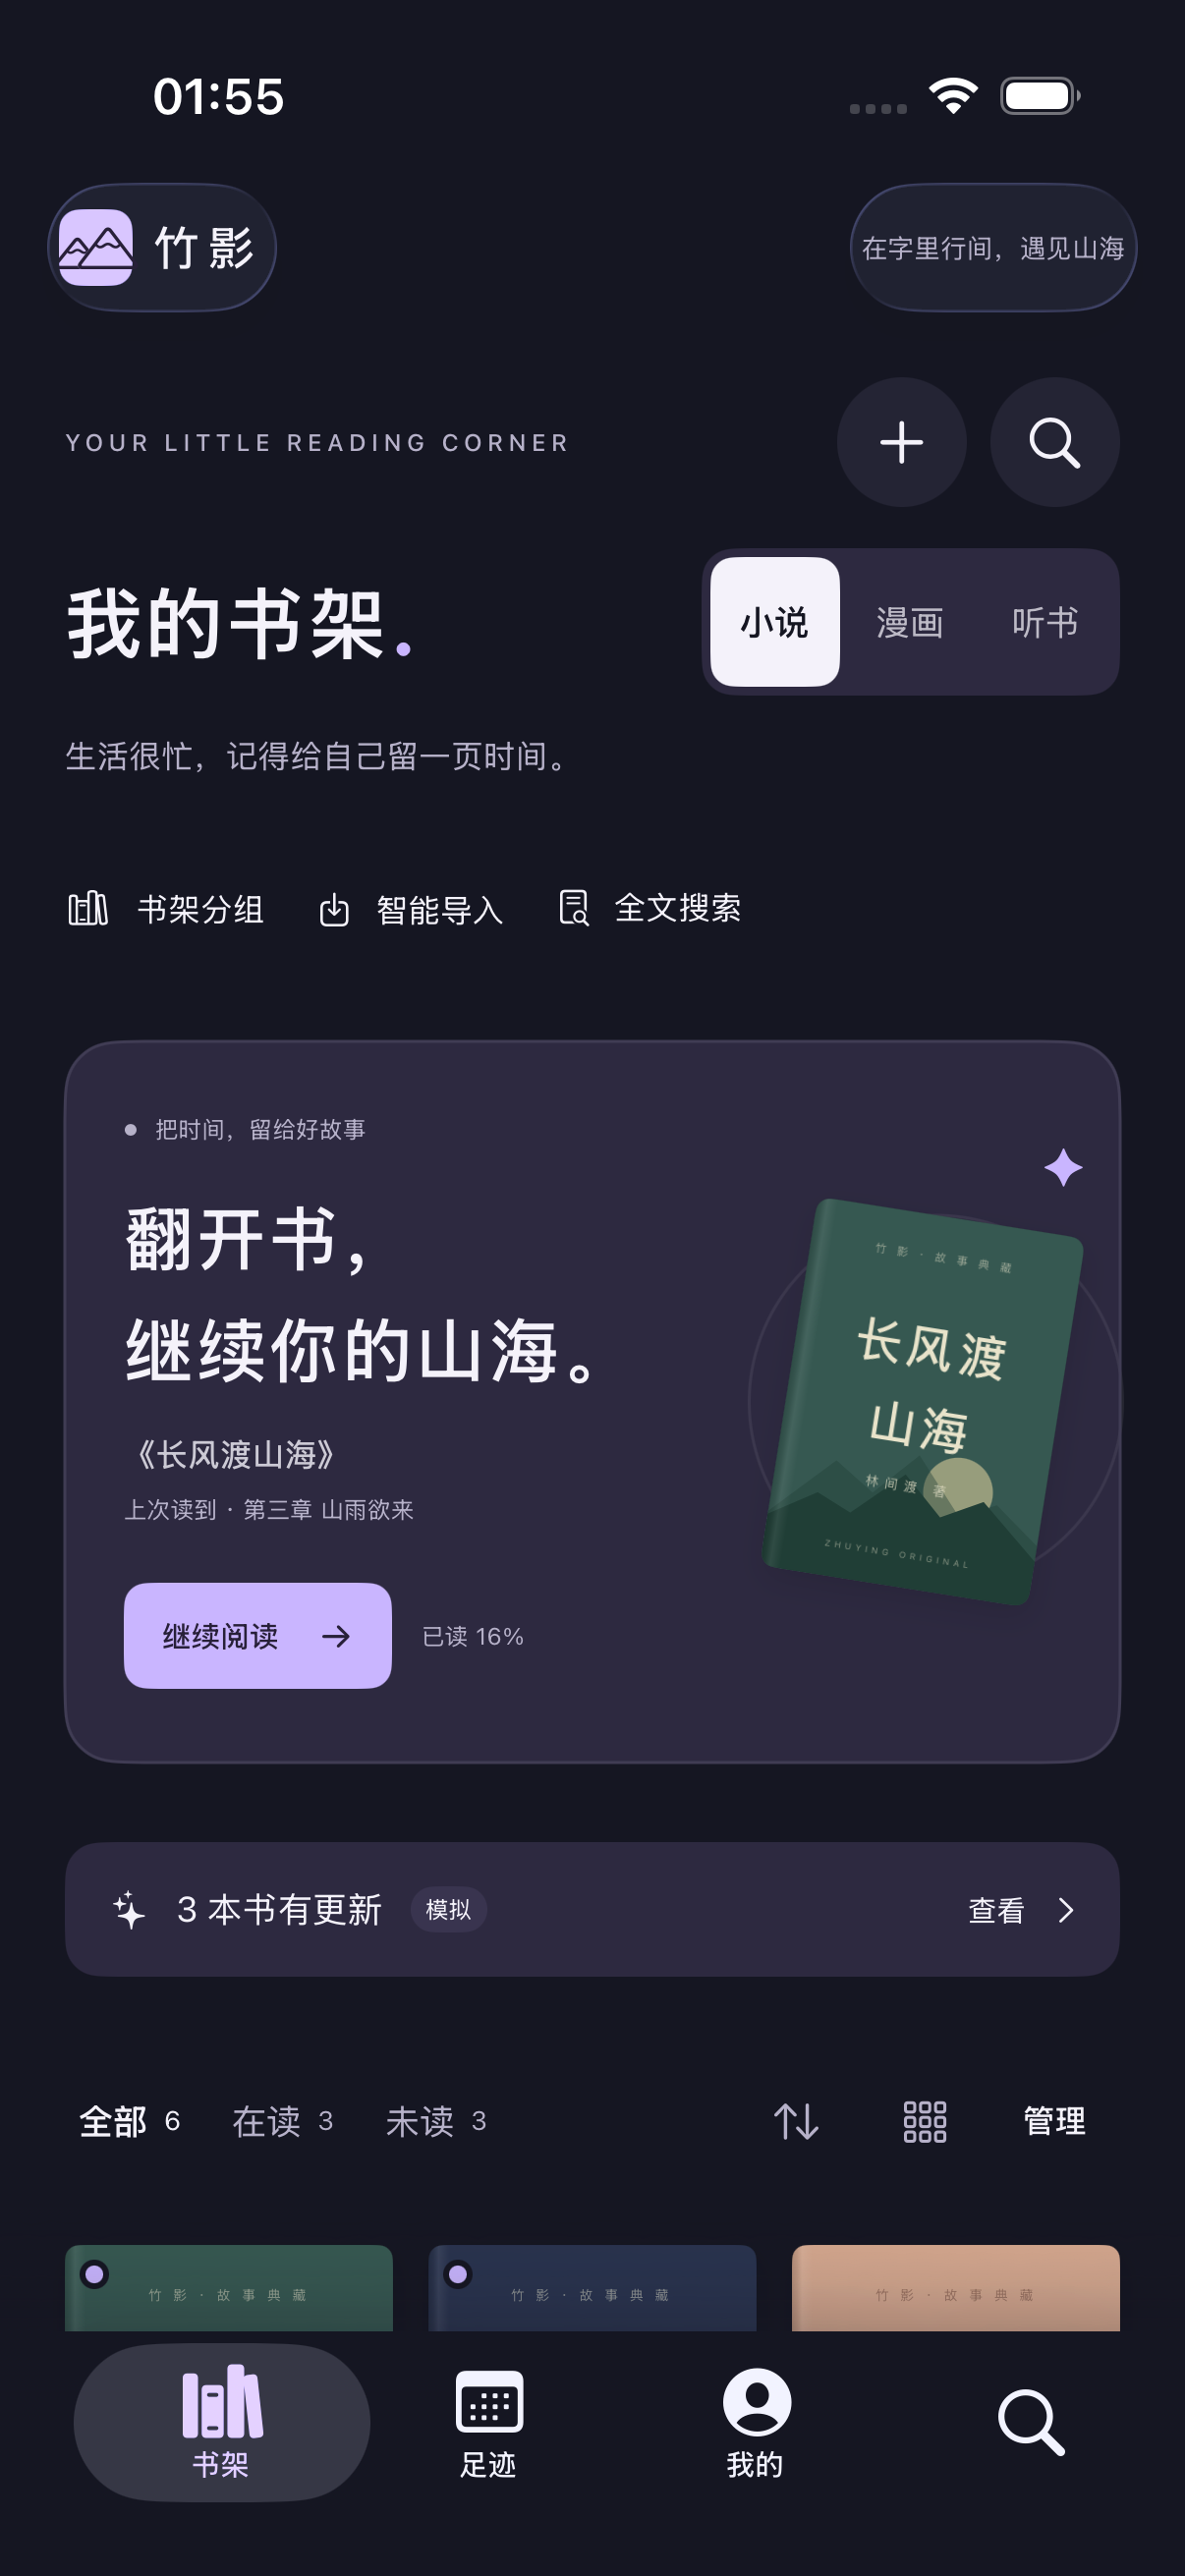 01:55
竹影
在字里行间，遇见山海
YOUR LITTLE READING CORNER
我的书架.
小说 漫画 听书
生活很忙，记得给自己留一页时间。
书架分组 智能导入 全文搜索
把时间，留给好故事
翻开书，
继续你的山海。
《长风渡山海》
上次读到 · 第三章 山雨欲来
继续阅读 → 已读 16%
竹影·故事典藏
长风渡
山海
林间渡 著
ZHUYING ORIGINAL
3 本书有更新 模拟 查看
全部 6 在读 3 未读 3 管理
竹影·故事典藏 竹影·故事典藏 竹影·故事典藏
书架 足迹 我的